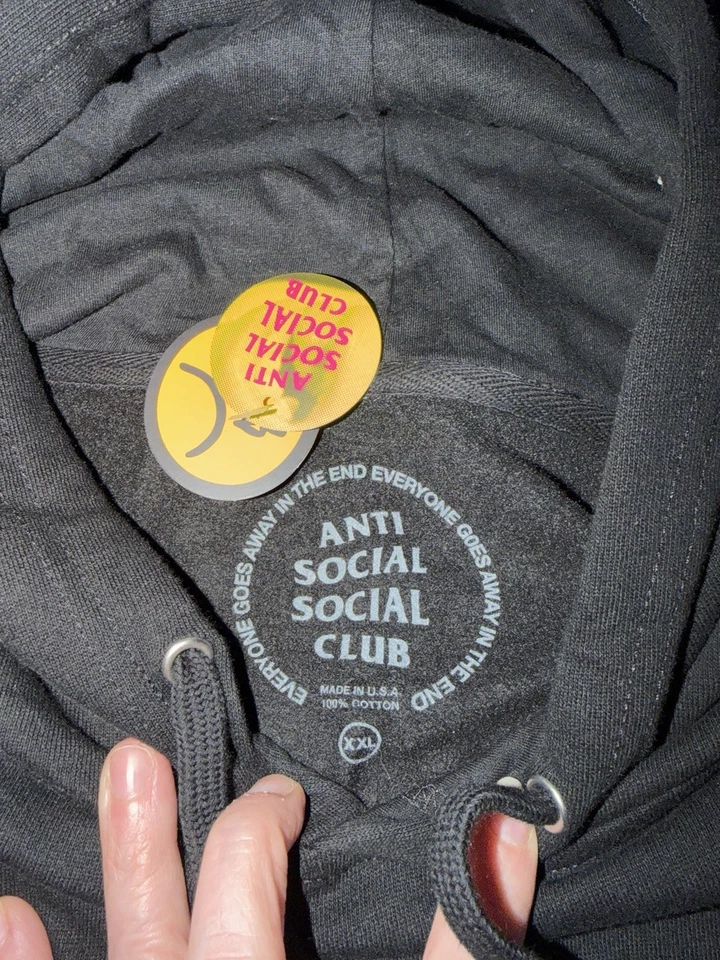 ANTI
SOCIAL
SOCIAL
CLUB
EVERYONE GOES AWAY IN THE END EVERYONE GOES AWAY IN THE END
ANTI
SOCIAL
SOCIAL
CLUB
MADE IN U.S.A
100% COTTON
XXL